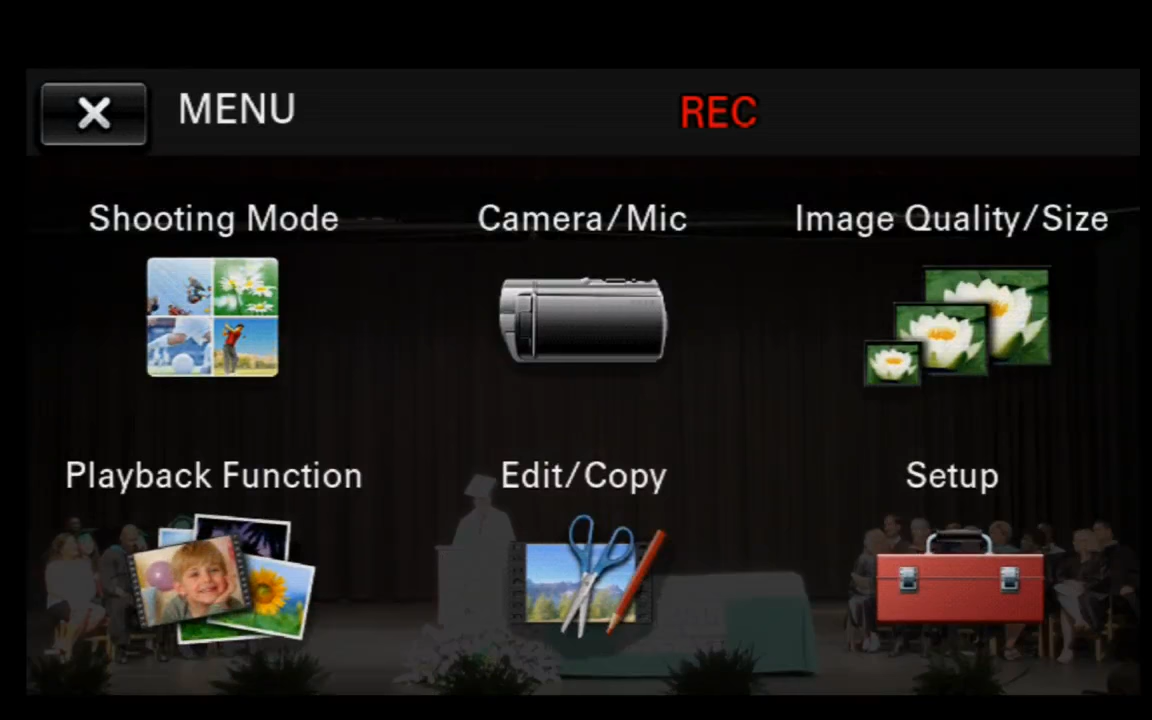 MENU
REC
Shooting Mode
Camera/Mic
Image Quality/Size
Playback Function
Edit/Copy
Setup